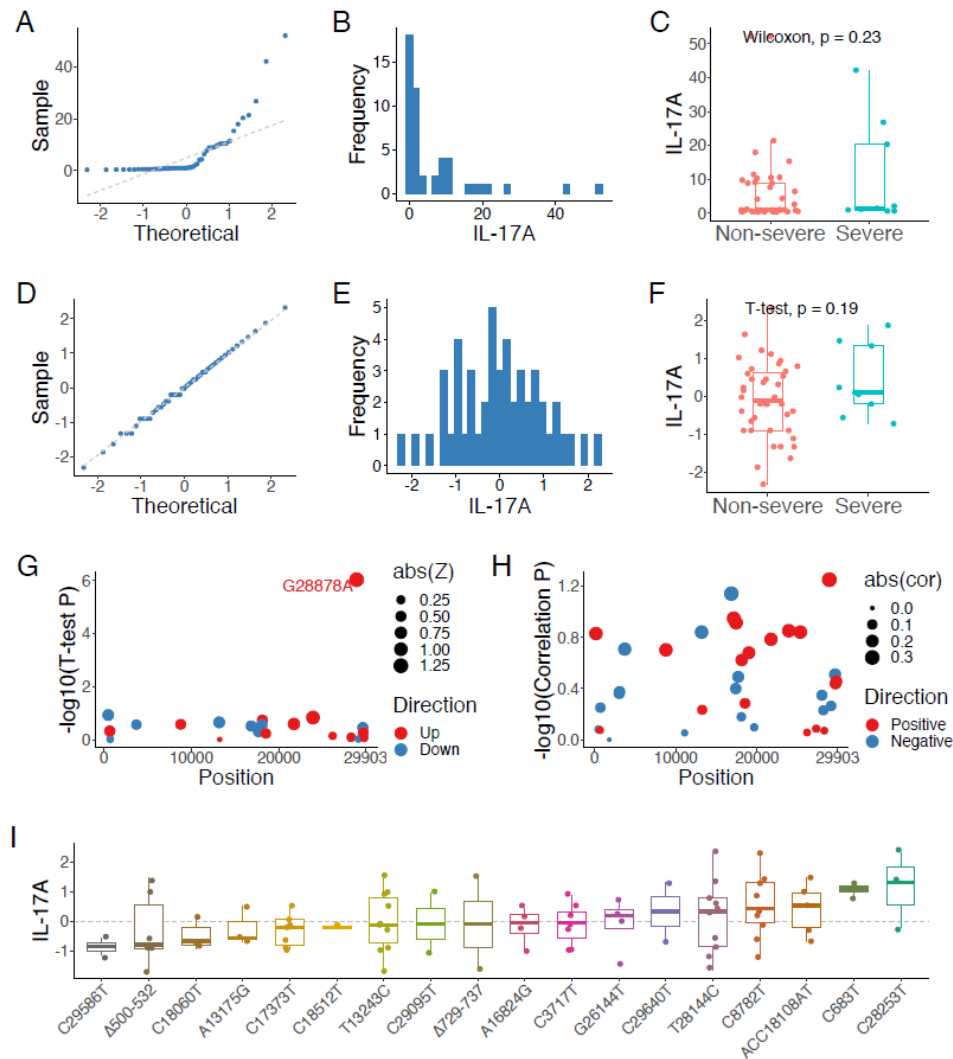 A
Sample
40
20
0
-2
-1
0
1
2
Theoretical
B
Frequency
15
10
5
0
0
20
40
IL-17A
C
Wilcoxon, p = 0.23
IL-17A
50
40
30
20
10
0
Non-severe
Severe
D
Sample
2
1
0
-1
-2
-2
-1
0
1
2
Theoretical
E
Frequency
5
4
3
2
1
0
-2
-1
0
1
2
IL-17A
F
T-test, p = 0.19
IL-17A
2
1
0
-1
-2
Non-severe
Severe
G
-log10(T-test P)
6
4
2
0
G28878A
0
10000
20000
29903
Position
abs(Z)
0.25
0.50
0.75
1.00
1.25
Direction
Up
Down
H
-log10(Correlation P)
1.2
0.8
0.4
0.0
0
10000
20000
29903
Position
abs(cor)
0.0
0.1
0.2
0.3
Direction
Positive
Negative
I
IL-17A
2
1
0
-1
C29586T
Δ500-532
C18060T
A13175G
C1773T
C18512T
T13243C
C29095T
Δ729-737
A16824G
C3717T
G26144T
C29640T
T28144C
C8782T
ACC18108AT
C683T
C28253T